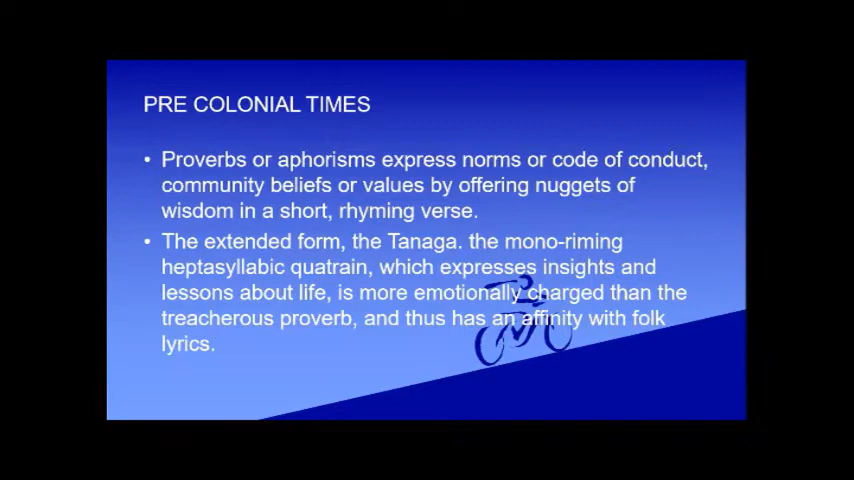 PRE COLONIAL TIMES
• Proverbs or aphorisms express norms or code of conduct,
community beliefs or values by offering nuggets of
wisdom in a short, rhyming verse.
• The extended form, the Tanaga. the mono-riming
heptasyllabic quatrain, which expresses insights and
lessons about life, is more emotionally charged than the
treacherous proverb, and thus has an affinity with folk
lyrics.